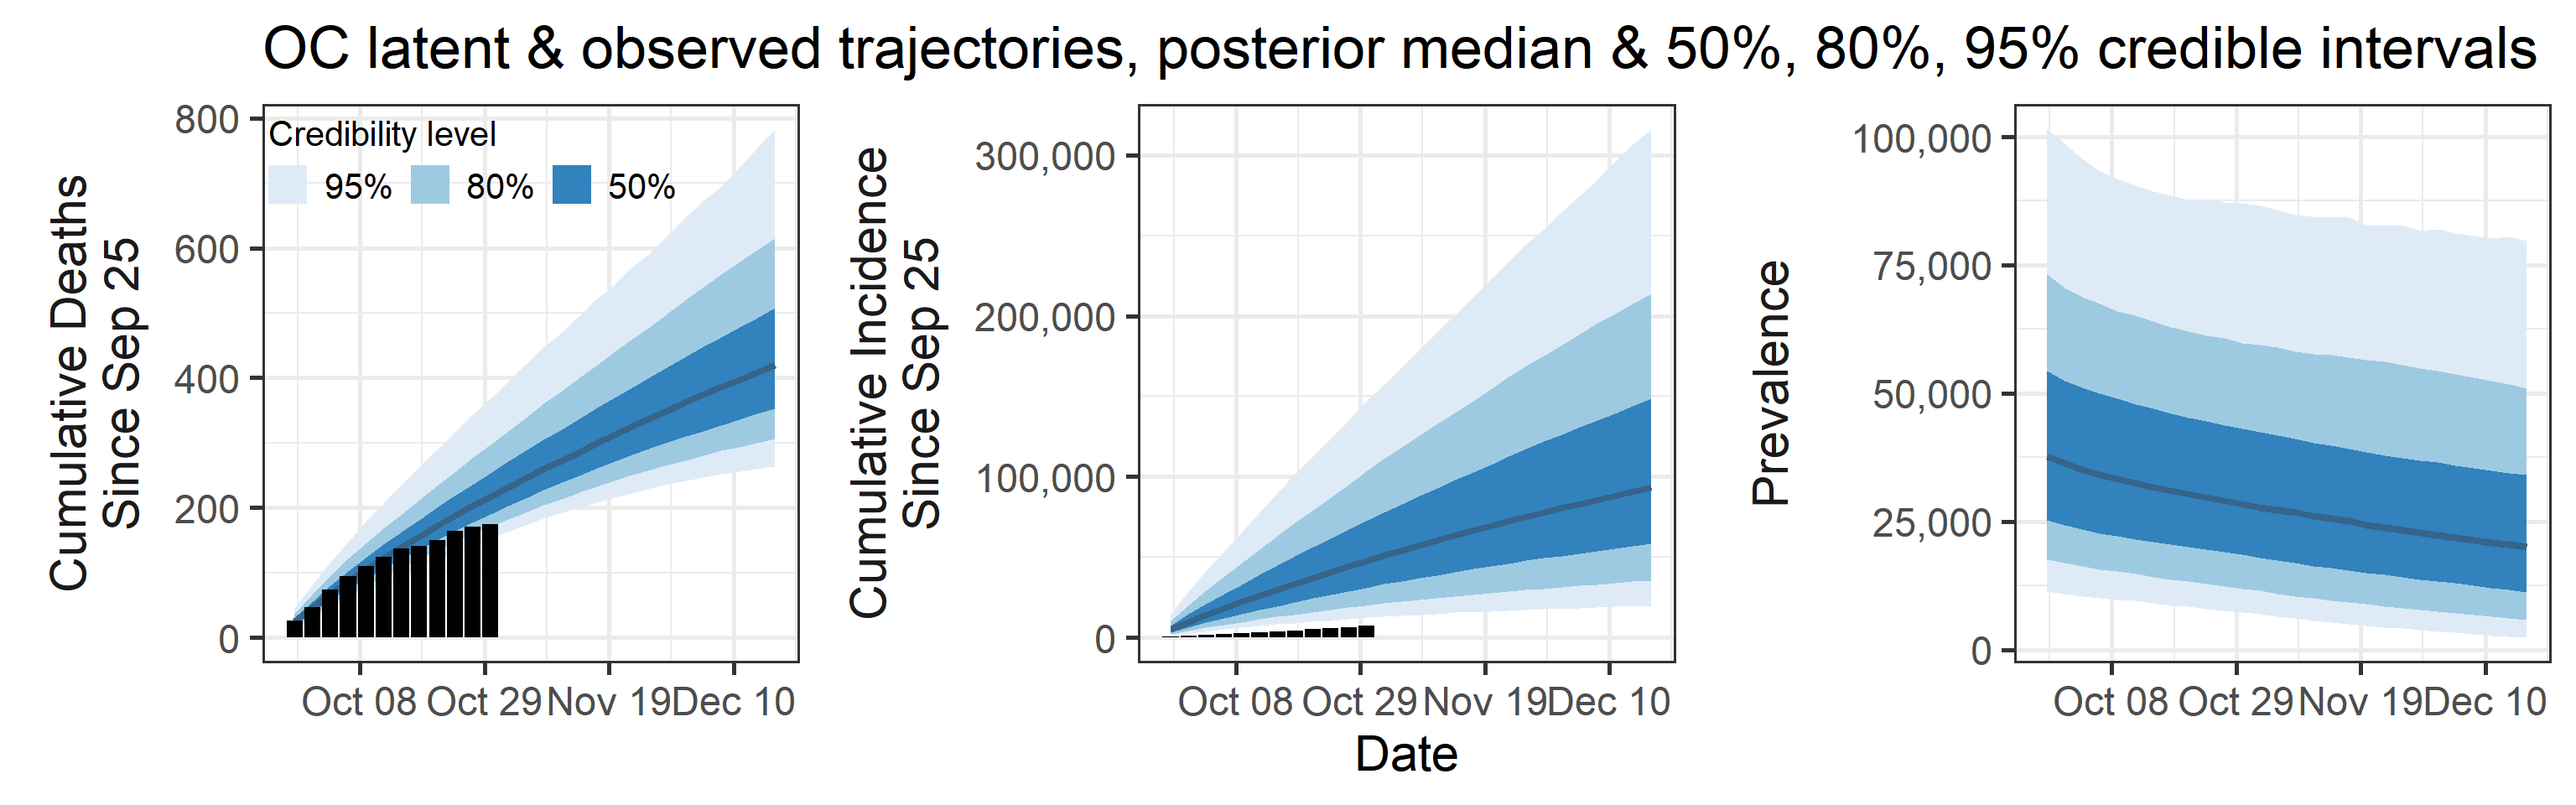 OC latent & observed trajectories, posterior median & 50%, 80%, 95% credible intervals
Cumulative Deaths
Since Sep 25
800
600
400
200
0
Credibility level
95% 80% 50%
Oct 08 Oct 29 Nov 19 Dec 10
Cumulative Incidence
Since Sep 25
300,000
200,000
100,000
0
Oct 08 Oct 29 Nov 19 Dec 10
Prevalence
100,000
75,000
50,000
25,000
0
Oct 08 Oct 29 Nov 19 Dec 10
Date